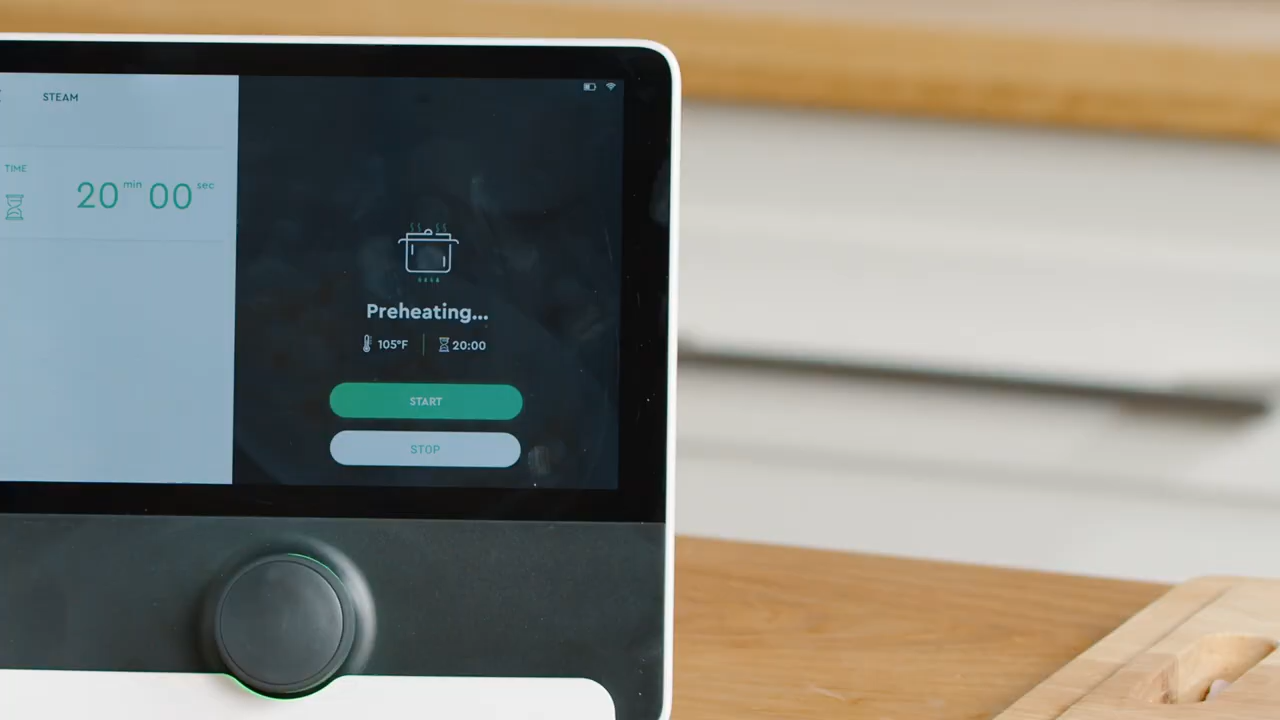 STEAM
TIME
20 min 00 sec
Preheating...
105°F
20:00
START
STOP